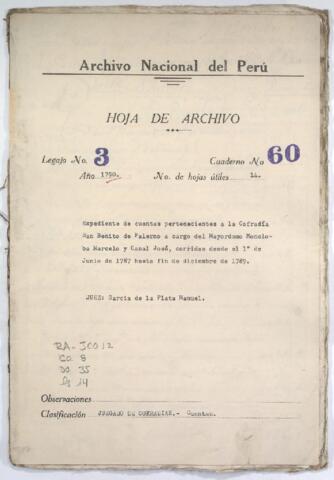 Archivo Nacional del Perú
HOJA DE ARCHIVO
Legajo No. 3 Cuaderno No 60
Año 1790. No. de hojas útiles 14.
Expediente de cuentas pertenecientes a la Cofradía
San Benito de Palermo a cargo del Mayordomo
Marcelo y Canal José, corridas desde el 1° de
Junio de 1787 hasta fin de diciembre de 1789.
JUEZ: García de la Plata Manuel.
RA-JCO12
CO. 8
DO. 35
fs 14
Observaciones
Clasificación JUZGADO DE COFRADIAS.- Cuentas.